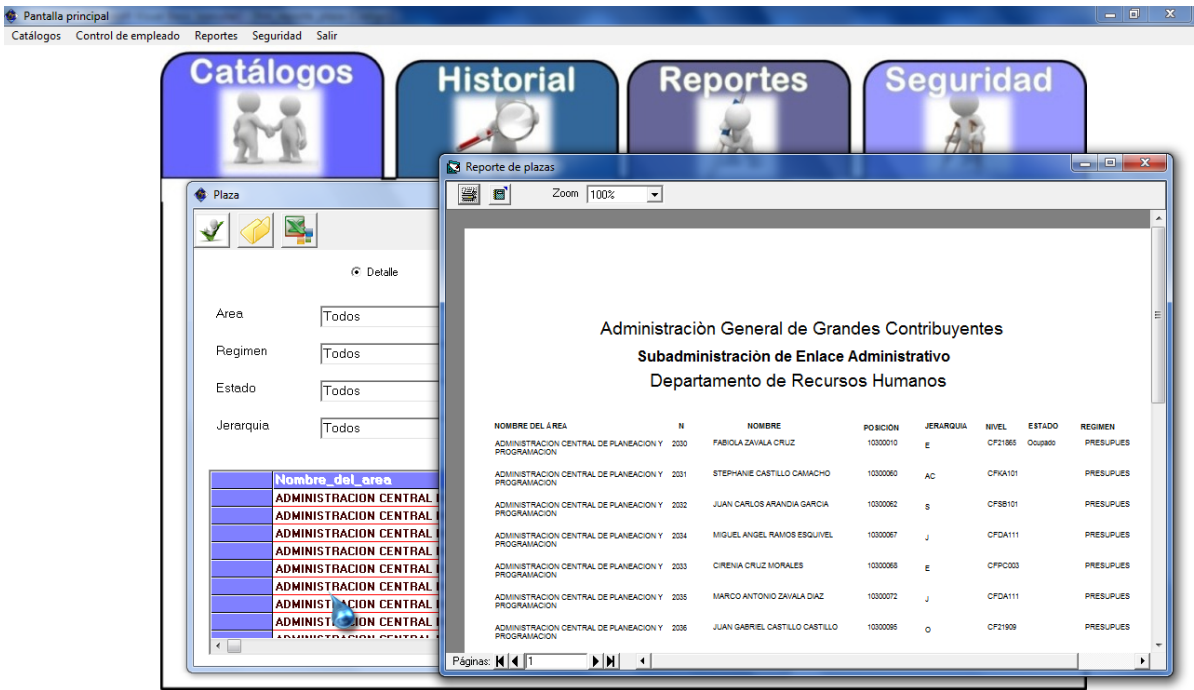 Pantalla principal
Catálogos Control de empleado Reportes Seguridad Salir
Catálogos Historial Reportes Seguridad
Plaza
Detalle
Area Todos
Regimen Todos
Estado Todos
Jerarquia Todos
Nombre_del_area
ADMINISTRACION CENTRAL
ADMINISTRACION CENTRAL
ADMINISTRACION CENTRAL
ADMINISTRACION CENTRAL
ADMINISTRACION CENTRAL
ADMINISTRACION CENTRAL
ADMINISTRACION CENTRAL
ADMINISTRACION CENTRAL
Reporte de plazas
Zoom 100%
Administraciòn General de Grandes Contribuyentes
Subadministraciòn de Enlace Administrativo
Departamento de Recursos Humanos
NOMBRE DEL ÁREA N NOMBRE POSICIÓN JERARQUIA NIVEL ESTADO REGIMEN
ADMINISTRACION CENTRAL DE PLANEACION Y 2030 FABIOLA ZAVALA CRUZ 10300010 E CF21865 Ocupado PRESUPUES
PROGRAMACION
ADMINISTRACION CENTRAL DE PLANEACION Y 2031 STEPHANIE CASTILLO CAMACHO 10300060 AC CFKA101 PRESUPUES
PROGRAMACION
ADMINISTRACION CENTRAL DE PLANEACION Y 2032 JUAN CARLOS ARANDIA GARCIA 10300062 S CFSB101 PRESUPUES
PROGRAMACION
ADMINISTRACION CENTRAL DE PLANEACION Y 2034 MIGUEL ANGEL RAMOS ESQUIVEL 10300067 J CFDA111 PRESUPUES
PROGRAMACION
ADMINISTRACION CENTRAL DE PLANEACION Y 2033 CIRENIA CRUZ MORALES 10300068 E CFPC003 PRESUPUES
PROGRAMACION
ADMINISTRACION CENTRAL DE PLANEACION Y 2035 MARCO ANTONIO ZAVALA DIAZ 10300072 J CFDA111 PRESUPUES
PROGRAMACION
ADMINISTRACION CENTRAL DE PLANEACION Y 2036 JUAN GABRIEL CASTILLO CASTILLO 10300095 O CF21909 PRESUPUES
PROGRAMACION
Páginas: 1